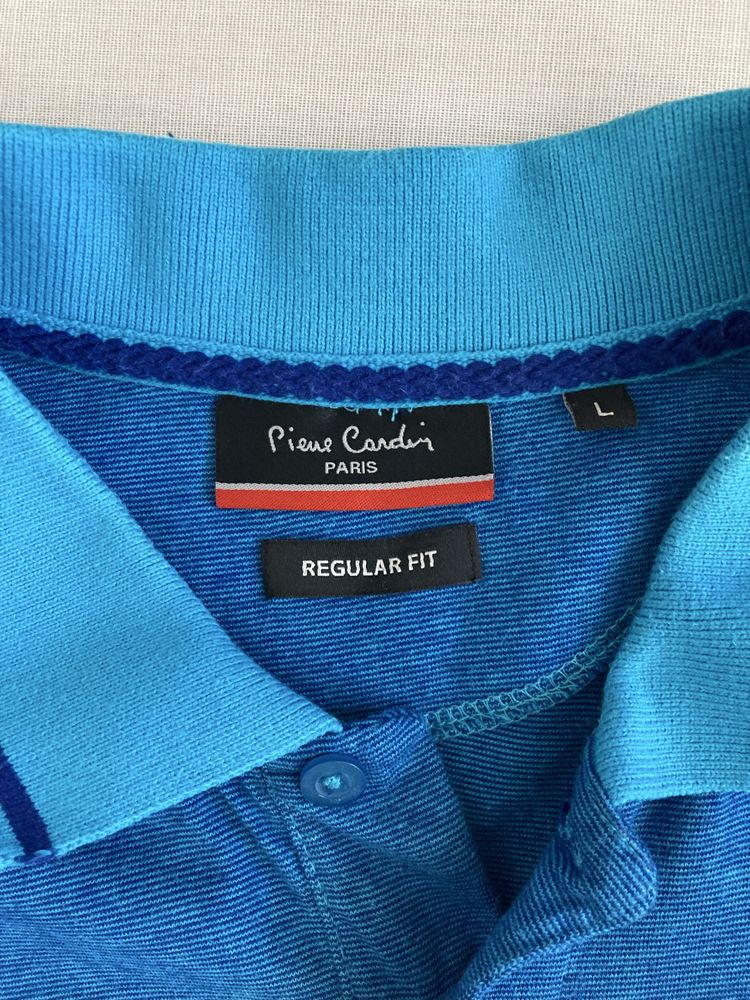 Pierre Cardin
PARIS
L
REGULAR FIT